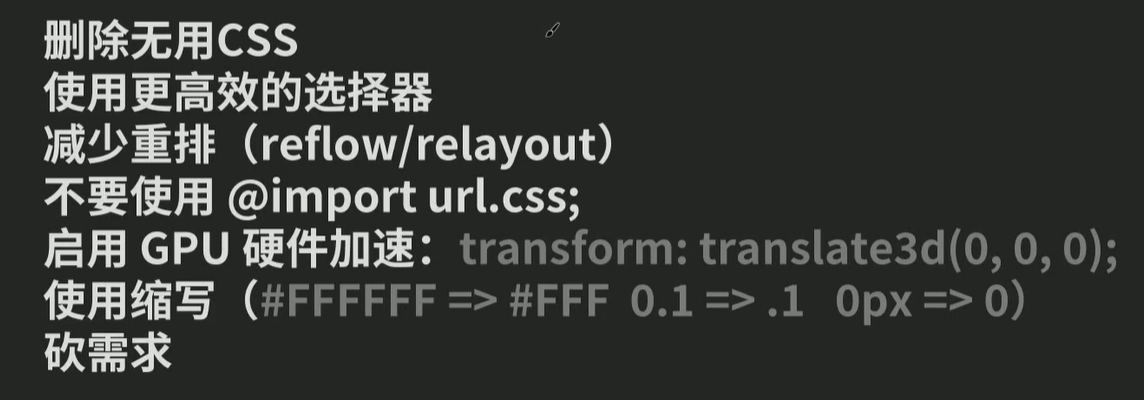 删除无用CSS
使用更高效的选择器
减少重排（reflow/relayout）
不要使用 @import url.css;
启用 GPU 硬件加速：transform: translate3d(0, 0, 0);
使用缩写（#FFFFFF => #FFF  0.1 => .1   0px => 0）
砍需求